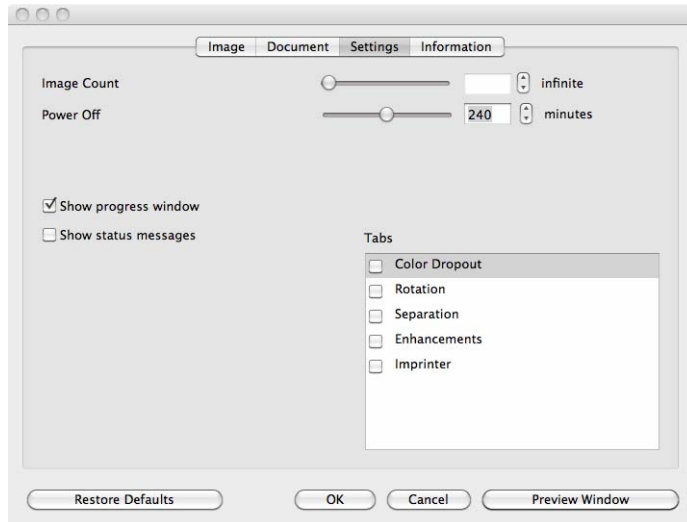 Image Document Settings Information
Image Count infinite
Power Off 240 minutes
Show progress window
Show status messages
Tabs
Color Dropout
Rotation
Separation
Enhancements
Imprinter
Restore Defaults OK Cancel Preview Window